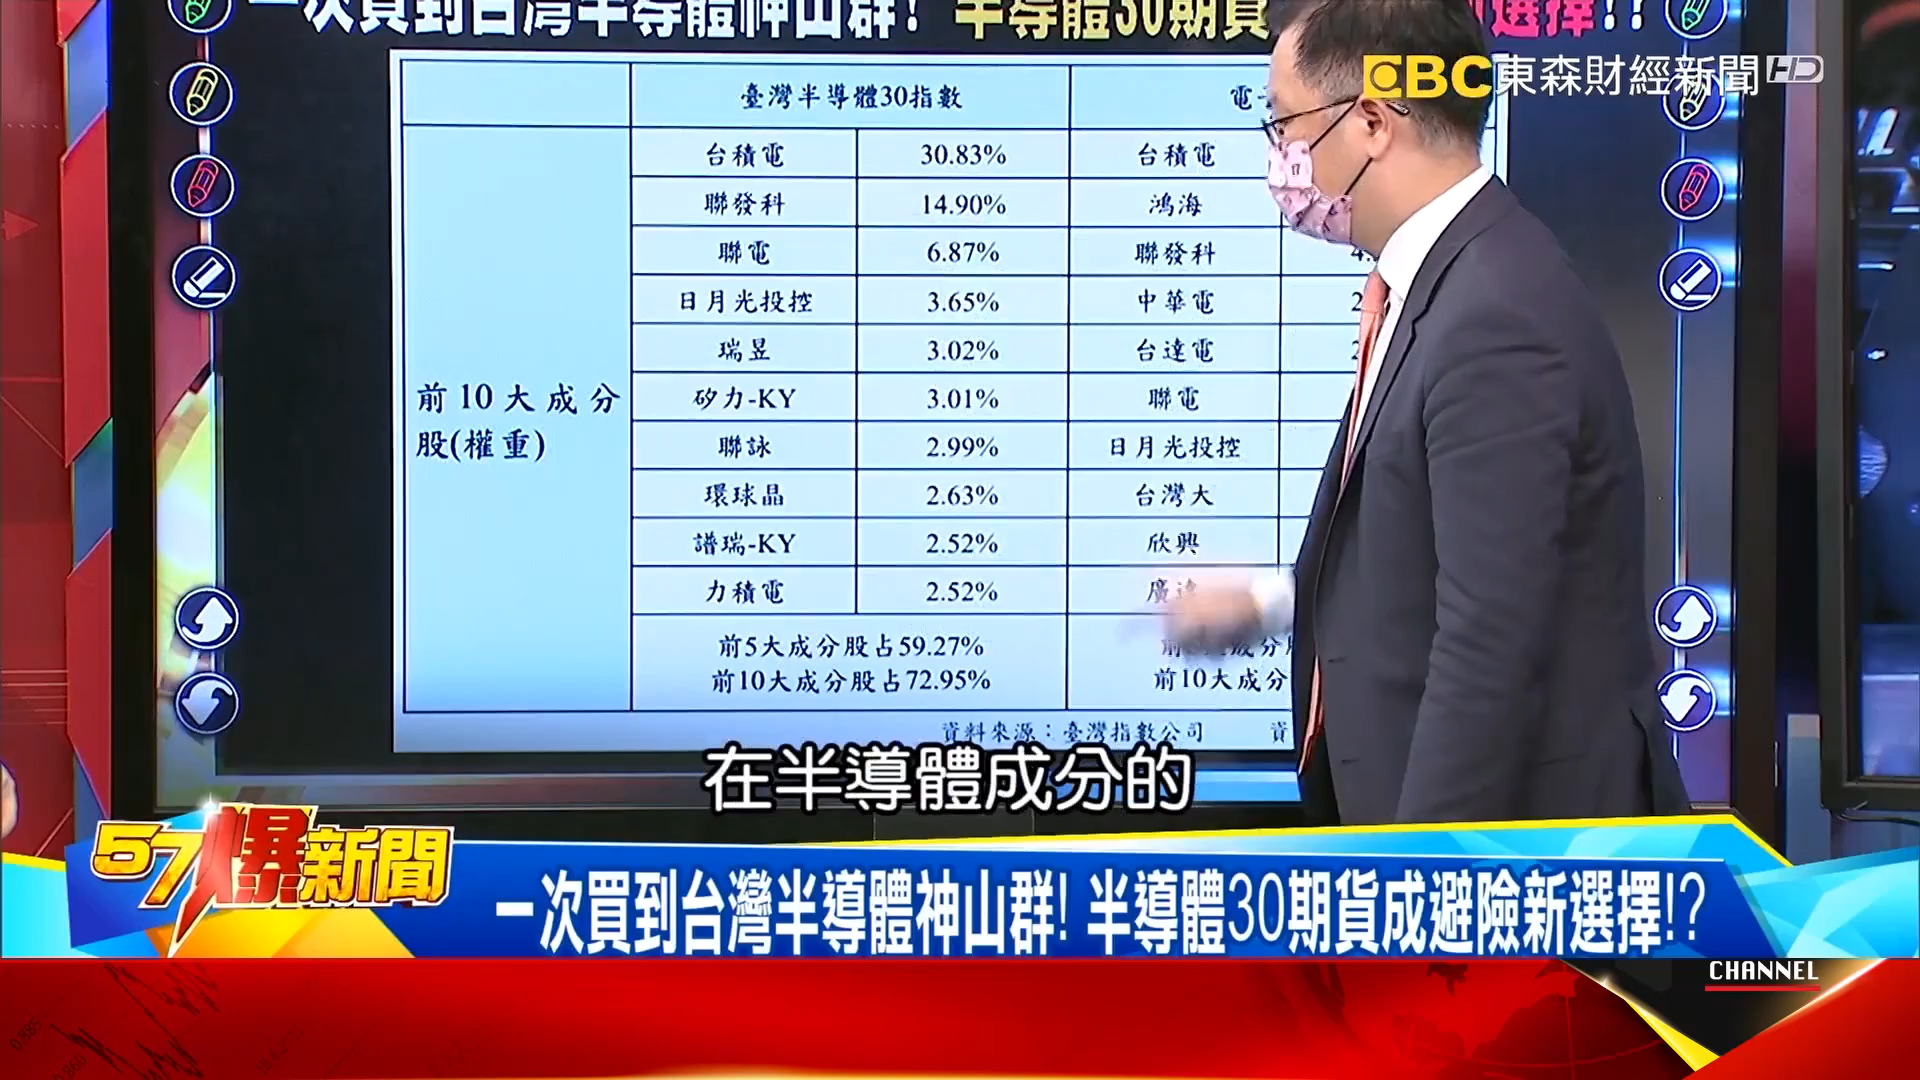 一次買到台灣半導體神山群! 半導體30期貨 選擇!?
EBC 東森財經新聞 HD
臺灣半導體30指數
台積電 30.83% 台積電
聯發科 14.90% 鴻海
聯電 6.87% 聯發科
日月光投控 3.65% 中華電
瑞昱 3.02% 台達電
矽力-KY 3.01% 聯電
聯詠 2.99% 日月光投控
環球晶 2.63% 台灣大
譜瑞-KY 2.52% 欣興
力積電 2.52% 廣達
前10大成分
股(權重)
前5大成分股占59.27%
前10大成分股占72.95% 前10大成分
資料來源：臺灣指數公司 資
在半導體成分的
57爆新聞
一次買到台灣半導體神山群! 半導體30期貨成避險新選擇!?
CHANNEL